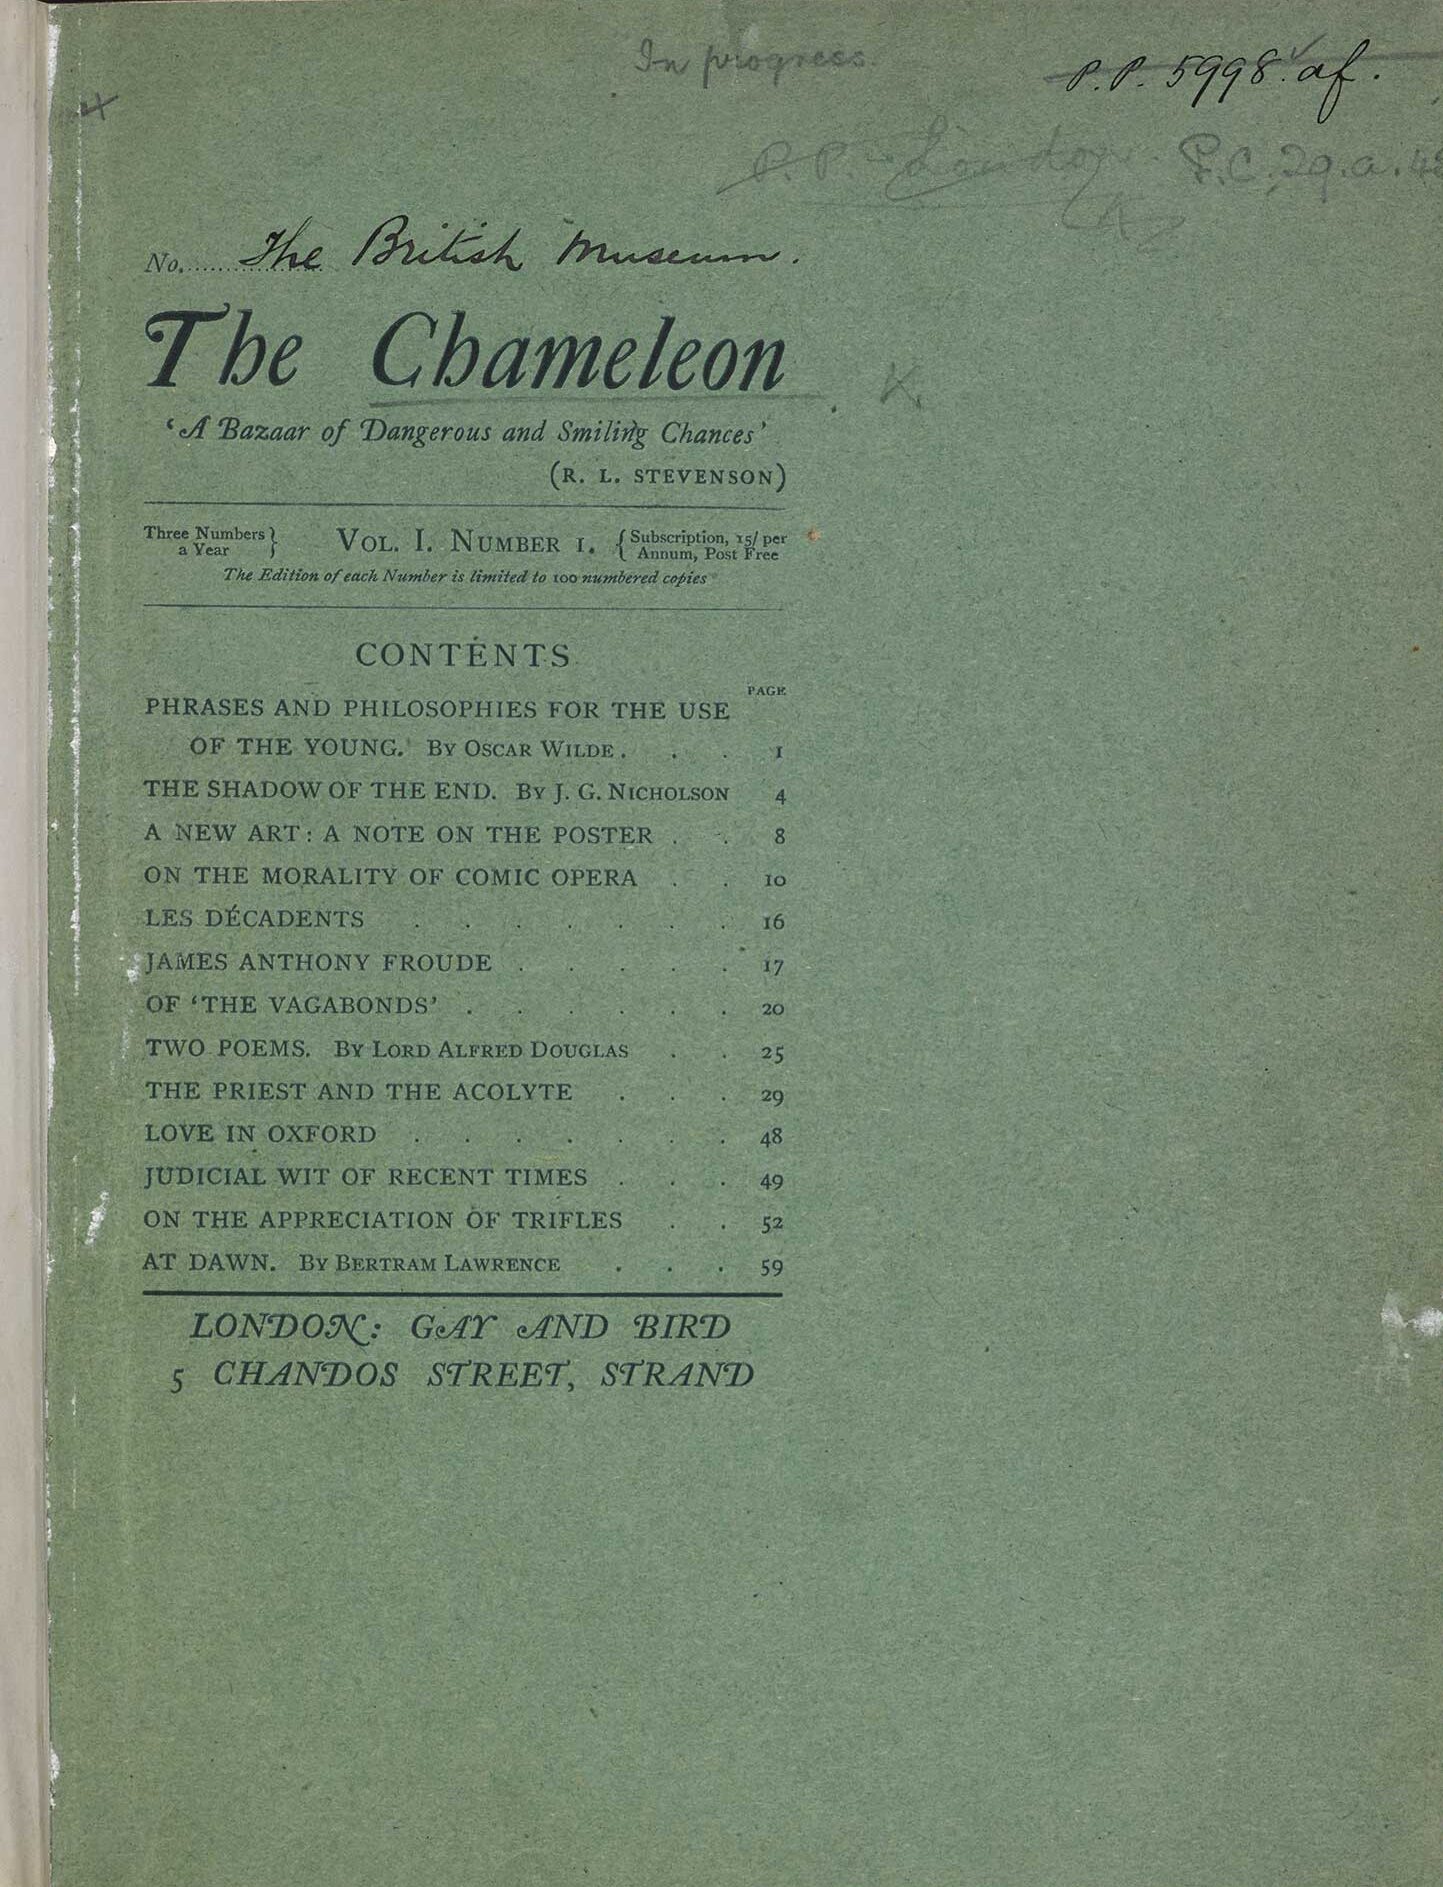 In progress.
P.P. 5998.af.
P.P. London.
P.C.29.a.48
No. The British Museum.
The Chameleon
‘A Bazaar of Dangerous and Smiling Chances’
(R. L. STEVENSON)
Three Numbers a Year } VOL. I. NUMBER 1. { Subscription, 15/ per Annum, Post Free
The Edition of each Number is limited to 100 numbered copies
CONTENTS
PAGE
PHRASES AND PHILOSOPHIES FOR THE USE
OF THE YOUNG. BY OSCAR WILDE . . . 1
THE SHADOW OF THE END. BY J. G. NICHOLSON 4
A NEW ART: A NOTE ON THE POSTER . . 8
ON THE MORALITY OF COMIC OPERA . . 10
LES DÉCADENTS . . . . . . . 16
JAMES ANTHONY FROUDE . . . . . 17
OF ‘THE VAGABONDS’ . . . . . . 20
TWO POEMS. BY LORD ALFRED DOUGLAS . . 25
THE PRIEST AND THE ACOLYTE . . . 29
LOVE IN OXFORD . . . . . . . 48
JUDICIAL WIT OF RECENT TIMES . . . 49
ON THE APPRECIATION OF TRIFLES . . 52
AT DAWN. BY BERTRAM LAWRENCE . . . 59
LONDON: GAY AND BIRD
5 CHANDOS STREET, STRAND